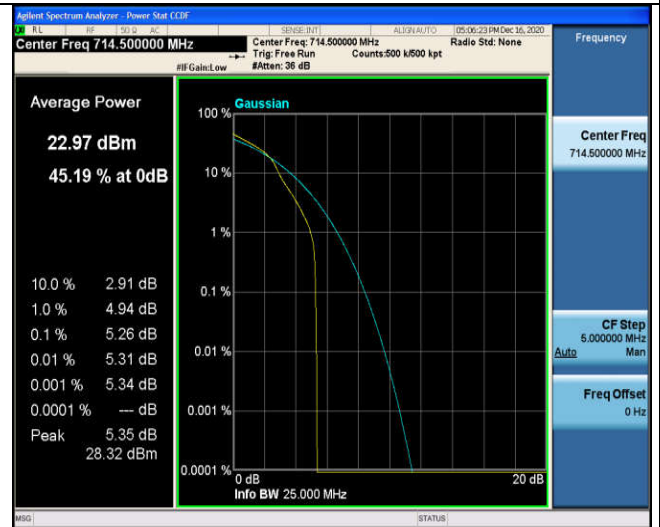 Agilent Spectrum Analyzer - Power Stat CCDF
RL RF 50 Ω AC SENSE:INT ALIGN AUTO 05:06:23 PM Dec 16, 2020
Center Freq 714.500000 MHz
Center Freq: 714.500000 MHz Radio Std: None
Trig: Free Run Counts:500 k/500 kpt
#IFGain:Low #Atten: 36 dB
Average Power
22.97 dBm
45.19 % at 0dB
10.0 % 2.91 dB
1.0 % 4.94 dB
0.1 % 5.26 dB
0.01 % 5.31 dB
0.001 % 5.34 dB
0.0001 % --- dB
Peak 5.35 dB
28.32 dBm
Gaussian
100 %
10 %
1 %
0.1 %
0.01 %
0.001 %
0.0001 %
0 dB 20 dB
Info BW 25.000 MHz
Frequency
Center Freq
714.500000 MHz
CF Step
5.000000 MHz
Auto Man
Freq Offset
0 Hz
MSG STATUS